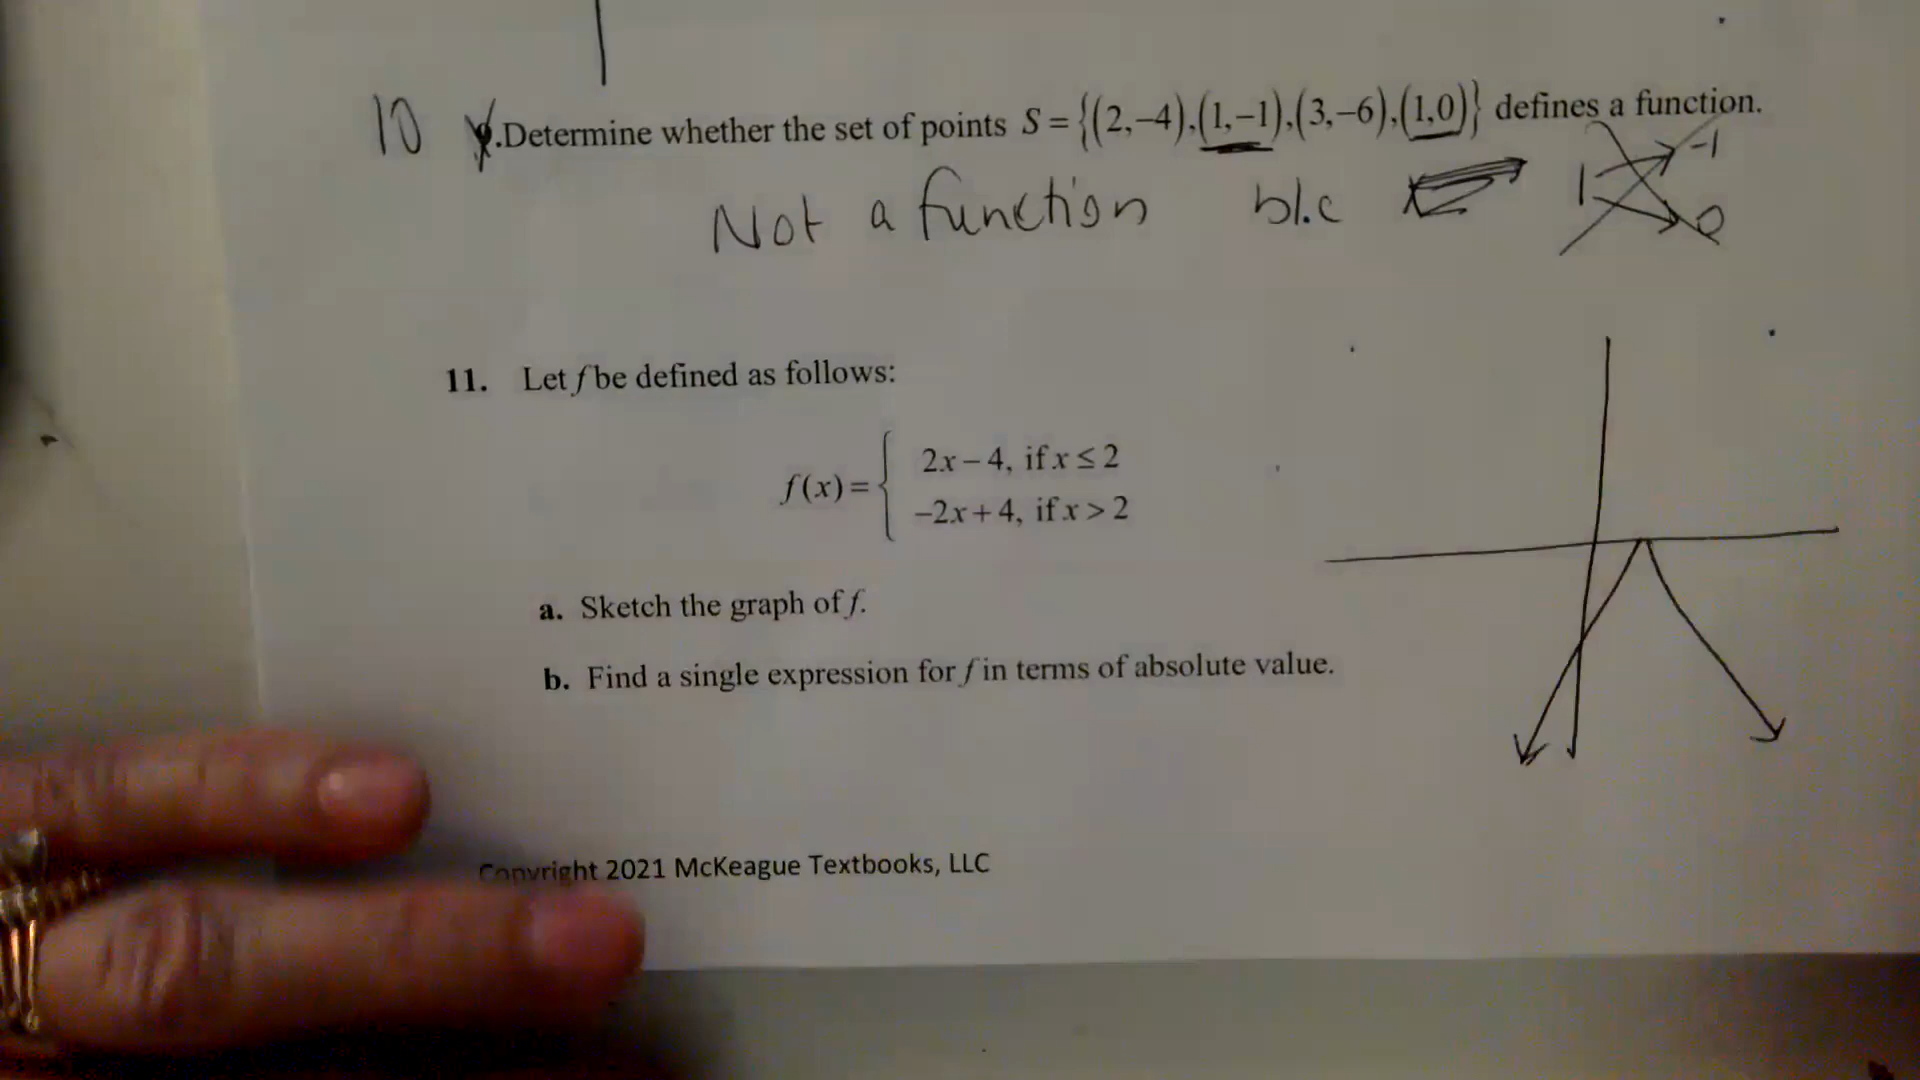 10 9.Determine whether the set of points S = {(2,−4),(1,−1),(3,−6),(1,0)} defines a function.
Not a function b/c 1 -1
0
11. Let f be defined as follows:
f(x) = { 2x − 4, if x ≤ 2
−2x + 4, if x > 2
a. Sketch the graph of f.
b. Find a single expression for f in terms of absolute value.
Copyright 2021 McKeague Textbooks, LLC